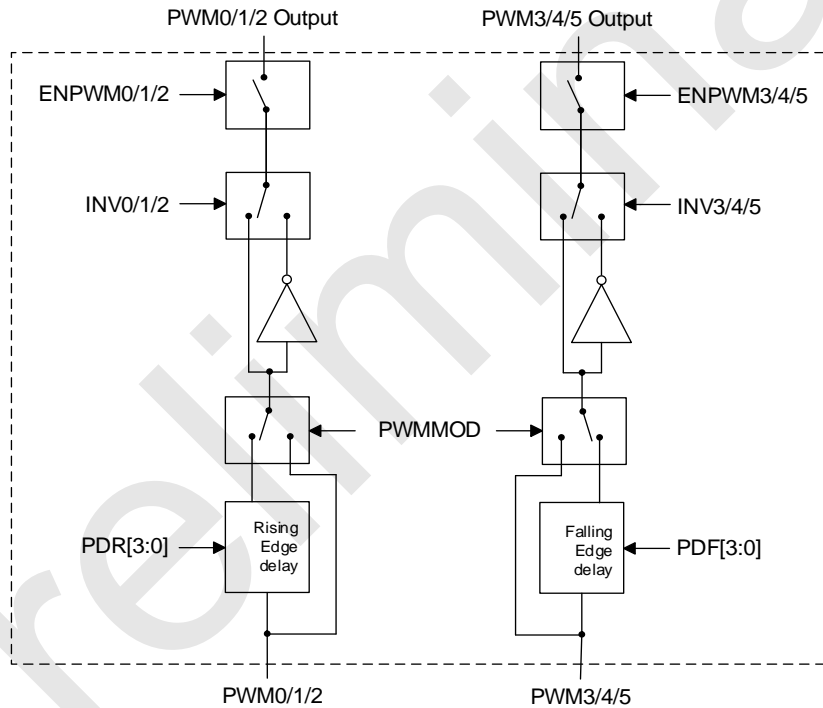 PWM0/1/2 Output
PWM3/4/5 Output
ENPWM0/1/2
ENPWM3/4/5
INV0/1/2
INV3/4/5
PWMMOD
PDR[3:0]
Rising
Edge
delay
Falling
Edge
delay
PDF[3:0]
PWM0/1/2
PWM3/4/5
relimina